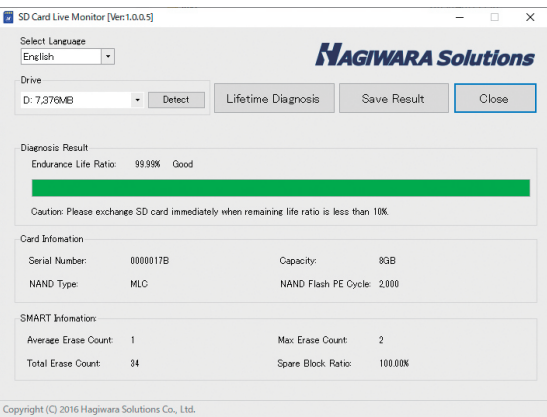 SD Card Live Monitor [Ver:1.0.0.5]
Select Language
English
HAGIWARA Solutions
Drive
D: 7,376MB
Detect
Lifetime Diagnosis
Save Result
Close
Diagnosis Result
Endurance Life Ratio: 99.99% Good
Caution: Please exchange SD card immediately when remaining life ratio is less than 10%.
Card Infomation
Serial Number: 0000017B Capacity: 8GB
NAND Type: MLC NAND Flash PE Cycle: 2,000
SMART Infomation:
Average Erase Count: 1 Max Erase Count: 2
Total Erase Count: 34 Spare Block Ratio: 100.00%
Copyright (C) 2016 Hagiwara Solutions Co., Ltd.